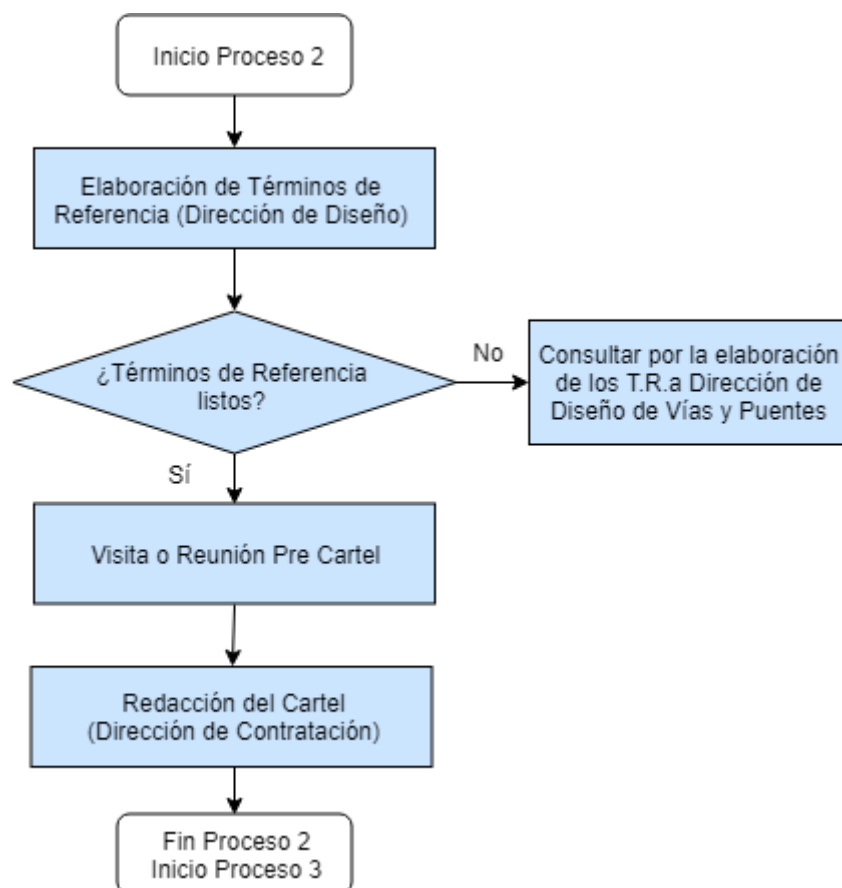 Inicio Proceso 2
Elaboración de Términos de
Referencia (Dirección de Diseño)
¿Términos de Referencia
listos?
No
Consultar por la elaboración
de los T.R.a Dirección de
Diseño de Vías y Puentes
Sí
Visita o Reunión Pre Cartel
Redacción del Cartel
(Dirección de Contratación)
Fin Proceso 2
Inicio Proceso 3